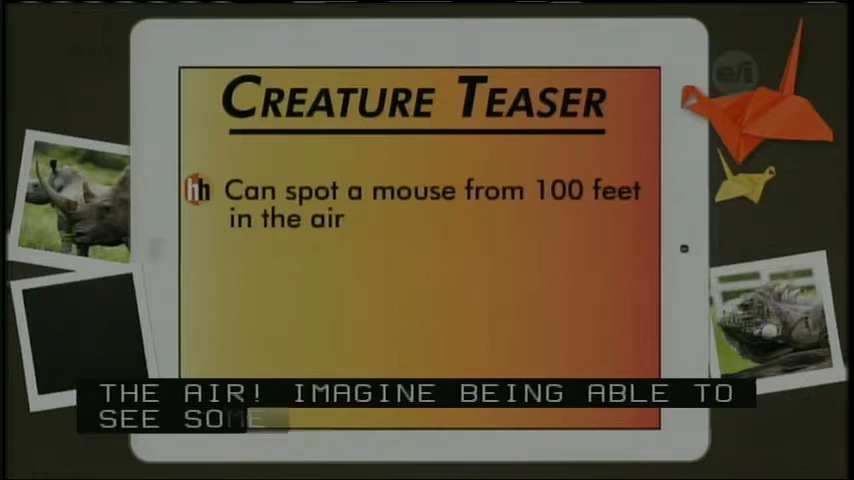 CREATURE TEASER
e/i
hh Can spot a mouse from 100 feet
in the air
THE AIR! IMAGINE BEING ABLE TO
SEE SOME